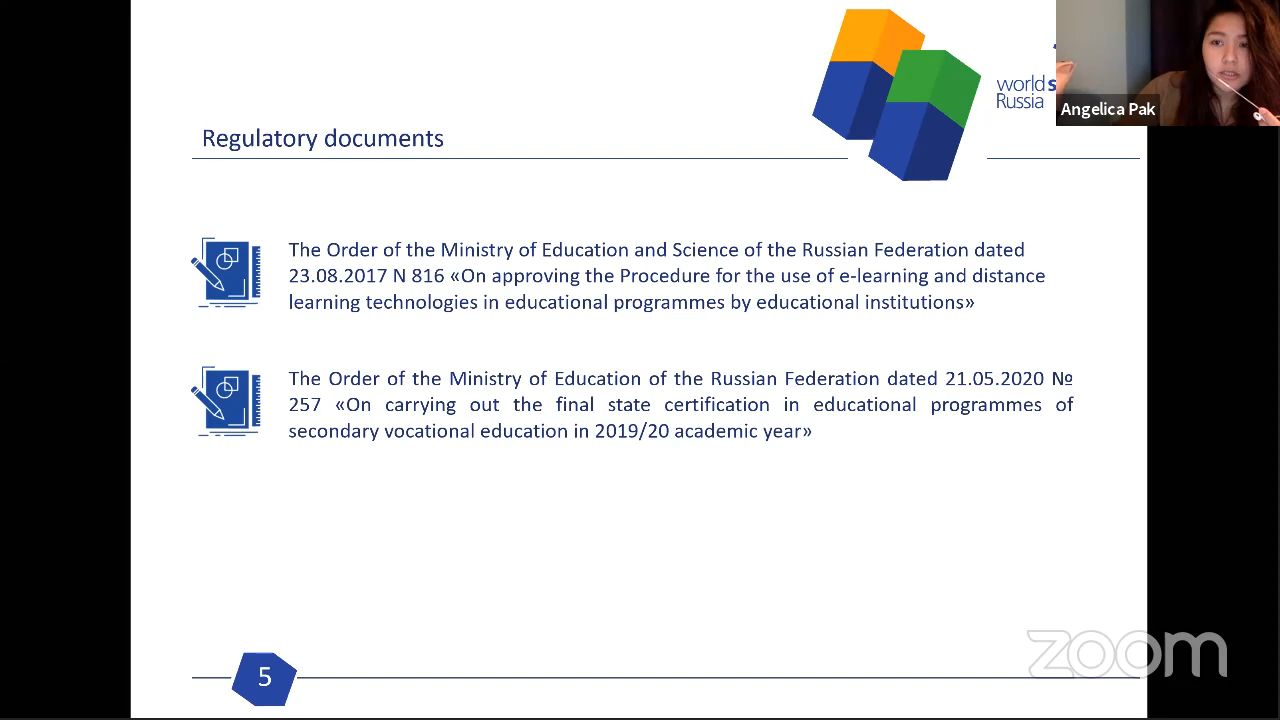 world s
Russia
Angelica Pak
Regulatory documents
The Order of the Ministry of Education and Science of the Russian Federation dated
23.08.2017 N 816 «On approving the Procedure for the use of e-learning and distance
learning technologies in educational programmes by educational institutions»
The Order of the Ministry of Education of the Russian Federation dated 21.05.2020 №
257 «On carrying out the final state certification in educational programmes of
secondary vocational education in 2019/20 academic year»
5
zoom